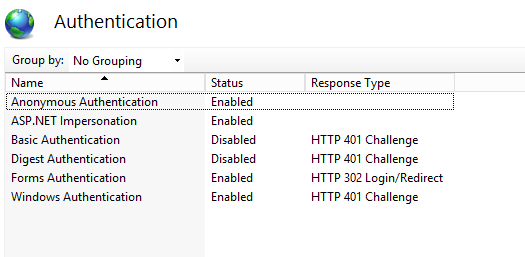 Authentication
Group by: No Grouping
Name Status Response Type
Anonymous Authentication Enabled
ASP.NET Impersonation Enabled
Basic Authentication Disabled HTTP 401 Challenge
Digest Authentication Disabled HTTP 401 Challenge
Forms Authentication Enabled HTTP 302 Login/Redirect
Windows Authentication Enabled HTTP 401 Challenge